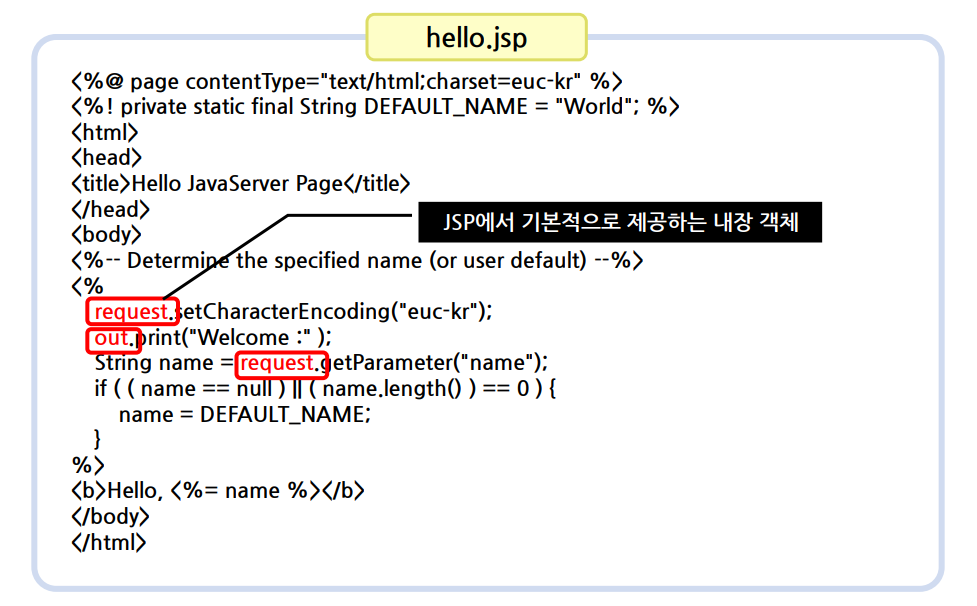 hello.jsp
<%@ page contentType="text/html;charset=euc-kr" %>
<%! private static final String DEFAULT_NAME = "World"; %>
<html>
<head>
<title>Hello JavaServer Page</title>
</head>
JSP에서 기본적으로 제공하는 내장 객체
<body>
<%-- Determine the specified name (or user default) --%>
<%
request.setCharacterEncoding("euc-kr");
out.print("Welcome :" );
String name = request.getParameter("name");
if ( ( name == null ) || ( name.length() ) == 0 ) {
name = DEFAULT_NAME;
}
%>
<b>Hello, <%= name %></b>
</body>
</html>